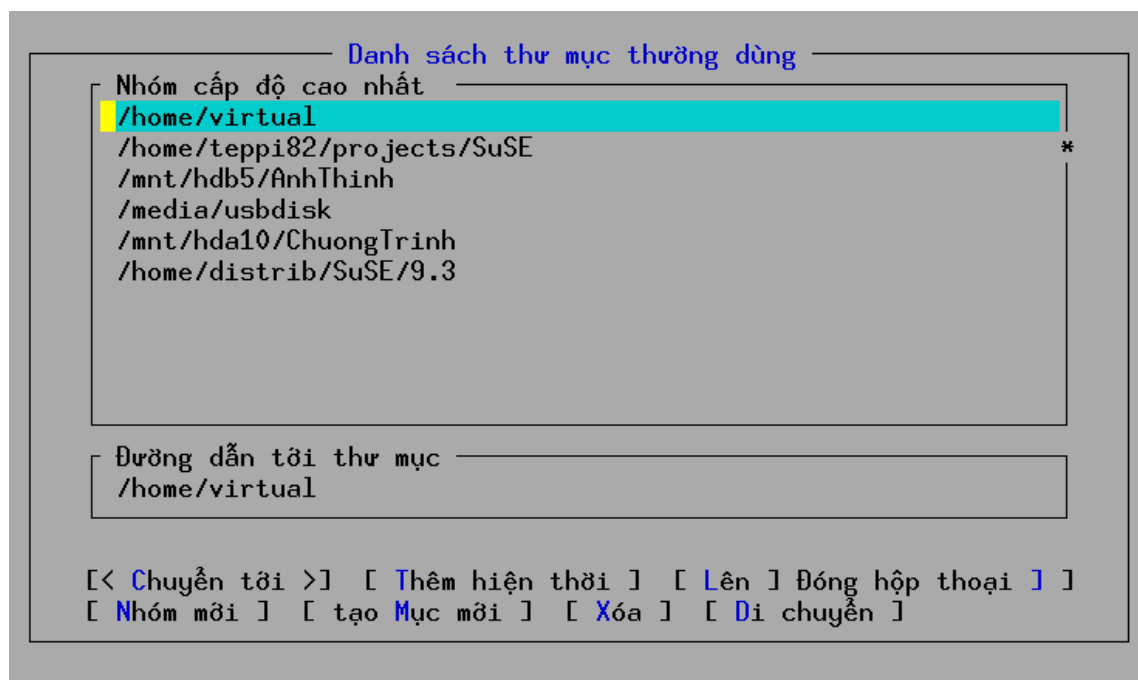 Danh sách thư mục thường dùng
Nhóm cấp độ cao nhất
/home/virtual
/home/teppi82/projects/SuSE
*
/mnt/hdb5/AnhThinh
/media/usbdisk
/mnt/hda10/ChuongTrinh
/home/distrib/SuSE/9.3
Đường dẫn tới thư mục
/home/virtual
[< Chuyển tới >] [ Thêm hiện thời ] [ Lên ] Đóng hộp thoại ] ]
[ Nhóm mới ] [ tạo Mục mới ] [ Xóa ] [ Di chuyển ]